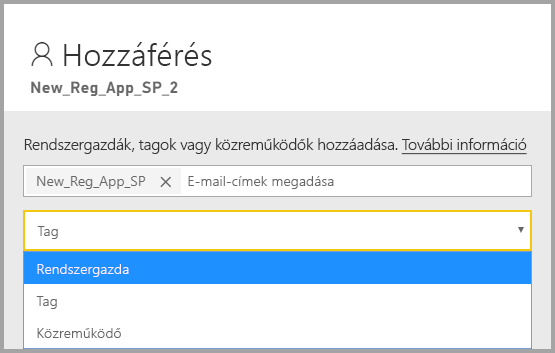 Hozzáférés
New_Reg_App_SP_2
Rendszergazdák, tagok vagy közreműködők hozzáadása. További információ
New_Reg_App_SP × E-mail-címek megadása
Tag
Rendszergazda
Tag
Közreműködő